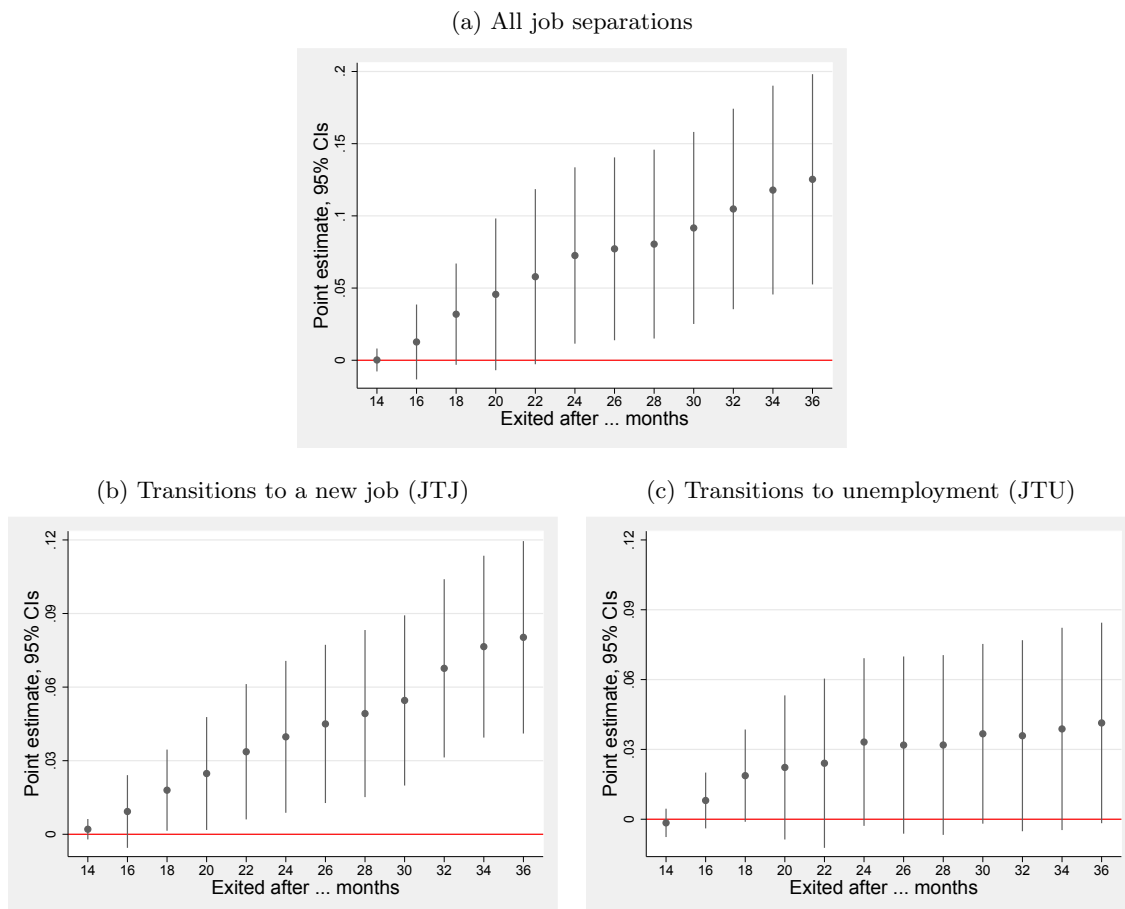 (a) All job separations
Point estimate, 95% CIs
.2
.15
.1
.05
0
14 16 18 20 22 24 26 28 30 32 34 36
Exited after ... months
(b) Transitions to a new job (JTJ)
Point estimate, 95% CIs
.12
.09
.06
.03
0
14 16 18 20 22 24 26 28 30 32 34 36
Exited after ... months
(c) Transitions to unemployment (JTU)
Point estimate, 95% CIs
.12
.09
.06
.03
0
14 16 18 20 22 24 26 28 30 32 34 36
Exited after ... months